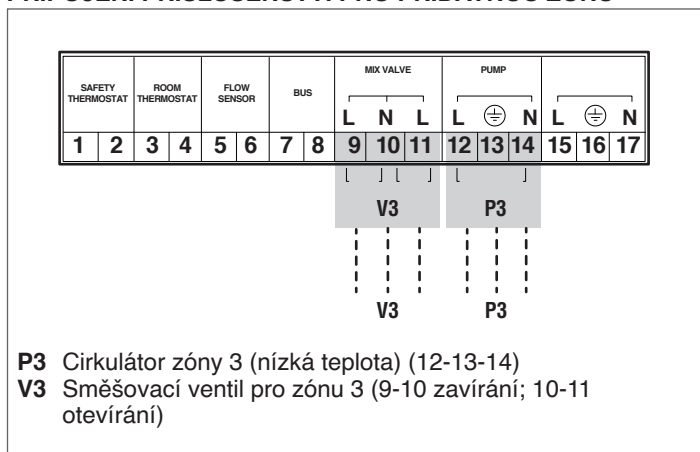 SAFETY THERMOSTAT ROOM THERMOSTAT FLOW SENSOR BUS MIX VALVE PUMP
L N L L N L N
1 2 3 4 5 6 7 8 9 10 11 12 13 14 15 16 17
V3 P3
V3 P3
P3 Cirkulátor zóny 3 (nízká teplota) (12-13-14)
V3 Směšovací ventil pro zónu 3 (9-10 zavírání; 10-11
otevírání)